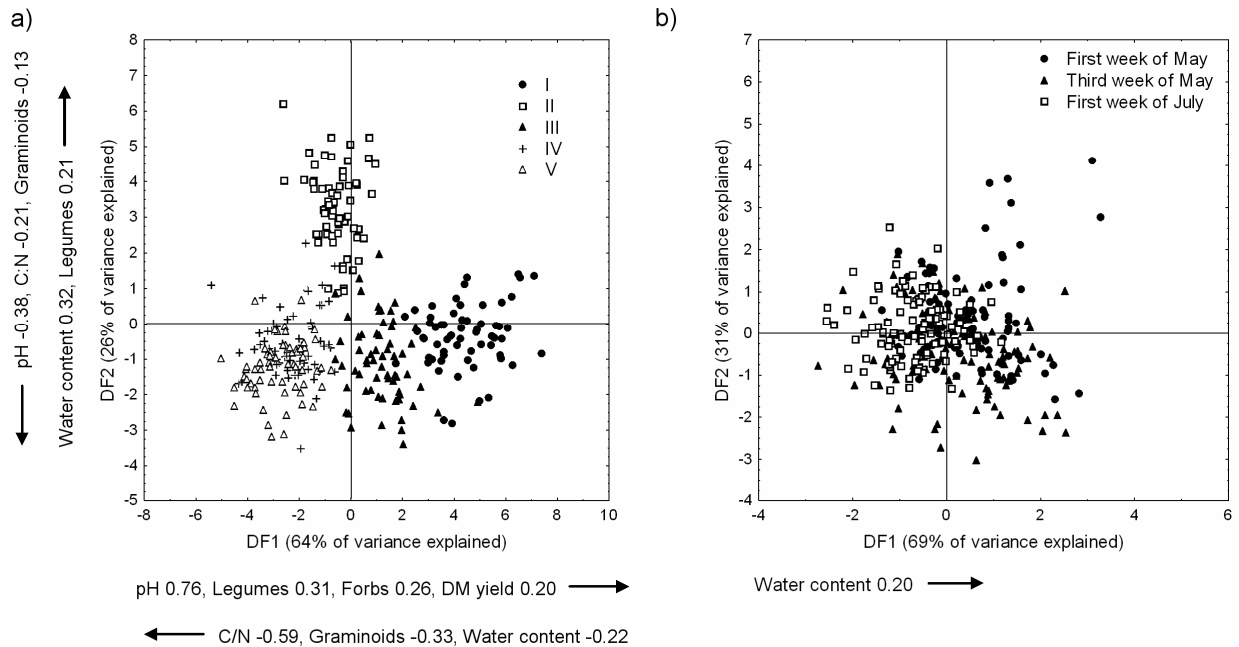 a)
pH -0.38, C:N -0.21, Graminoids -0.13
Water content 0.32, Legumes 0.21
DF2 (26% of variance explained)
8
7
6
5
4
3
2
1
0
-1
-2
-3
-4
-5
I
II
III
IV
V
-8 -6 -4 -2 0 2 4 6 8 10
DF1 (64% of variance explained)
pH 0.76, Legumes 0.31, Forbs 0.26, DM yield 0.20
C/N -0.59, Graminoids -0.33, Water content -0.22
b)
DF2 (31% of variance explained)
7
6
5
4
3
2
1
0
-1
-2
-3
-4
First week of May
Third week of May
First week of July
-4 -2 0 2 4 6
DF1 (69% of variance explained)
Water content 0.20